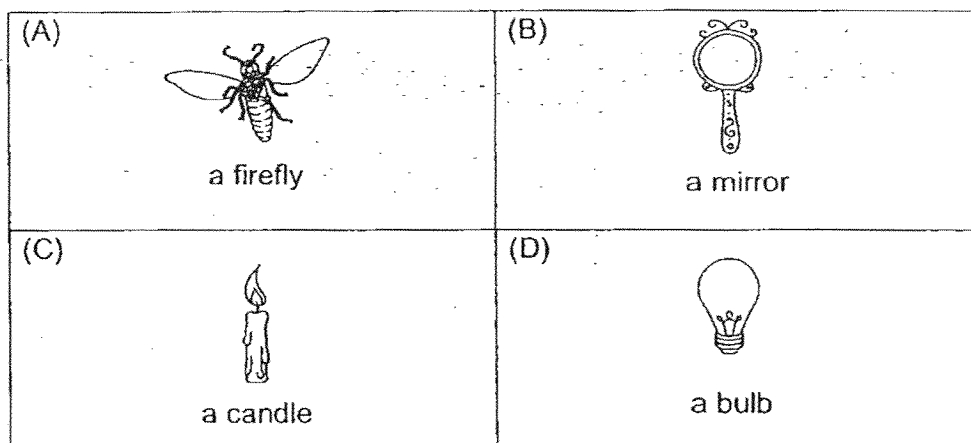 (A)
a firefly
(B)
a mirror
(C)
a candle
(D)
a bulb